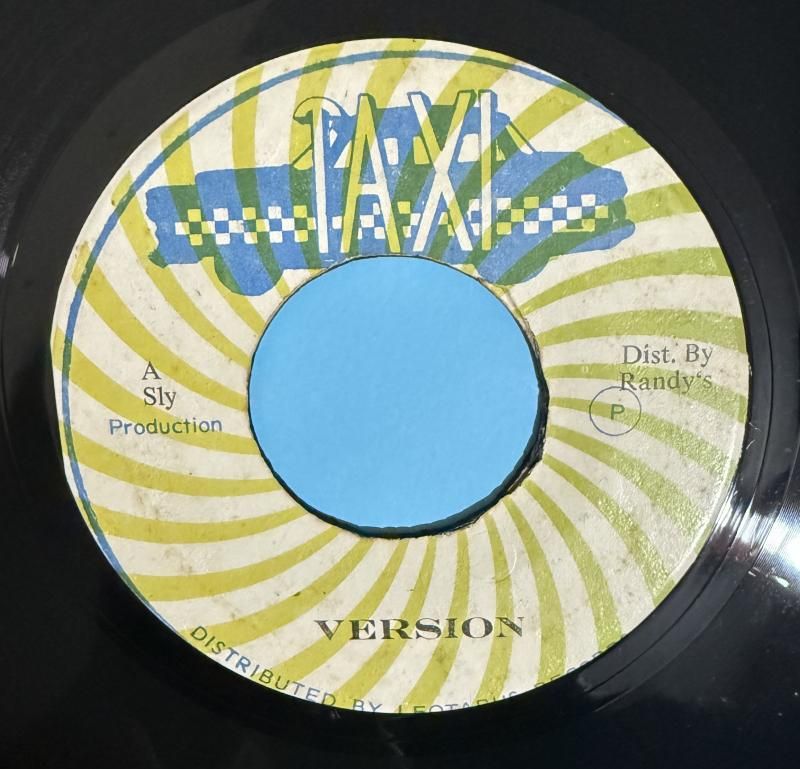 TAXI
A
Sly
Production
Dist. By
Randy's
P
VERSION
DISTRIBUTED BY